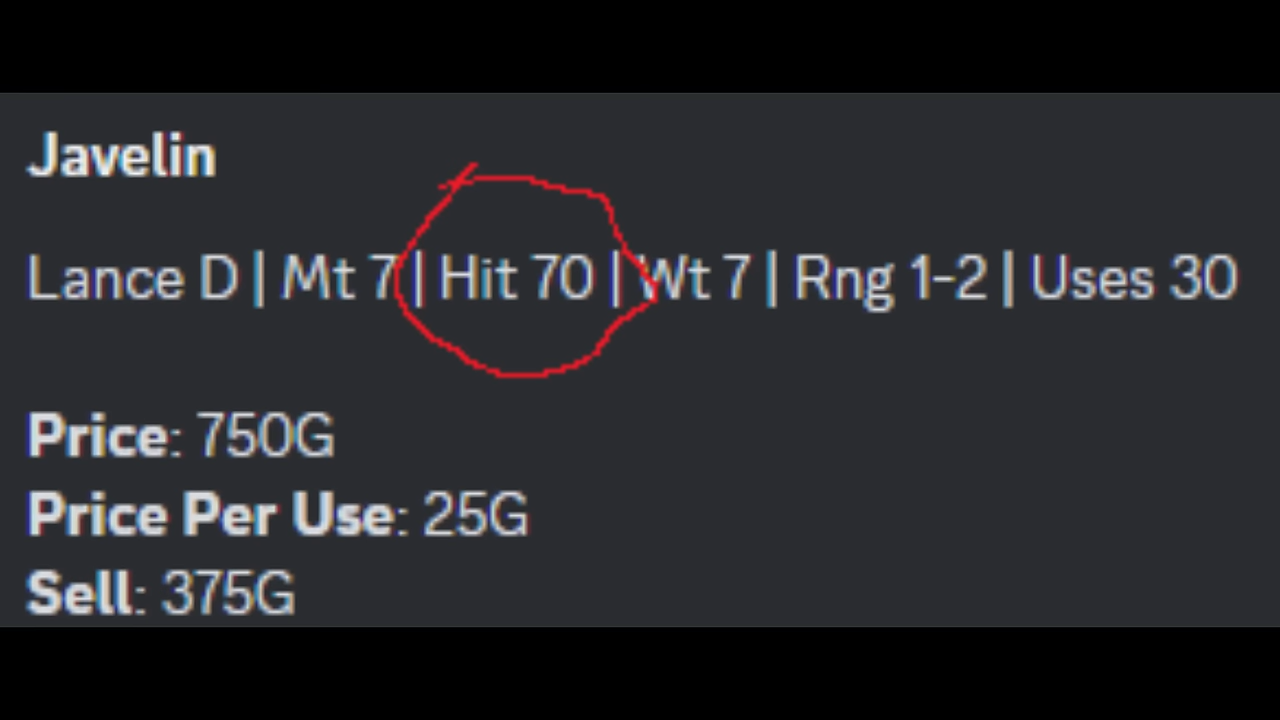 Javelin
Lance D | Mt 7 | Hit 70 | Wt 7 | Rng 1-2 | Uses 30
Price: 750G
Price Per Use: 25G
Sell: 375G